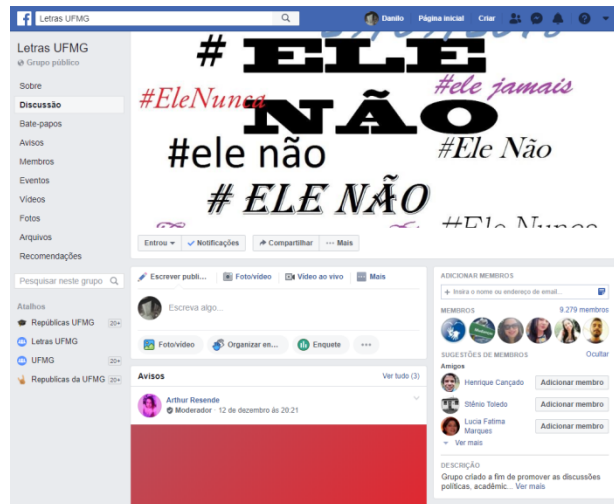 Letras UFMG
Danilo Página inicial Criar
Letras UFMG
Grupo público
Sobre
Discussão
Bate-papos
Avisos
Membros
Eventos
Vídeos
Fotos
Arquivos
Recomendações
Pesquisar neste grupo
Atalhos
Repúblicas UFMG 20+
Letras UFMG
UFMG 20+
Republicas da UFMG 20+
# ELE
#EleNunca
#ele jamais
NÃO
#ele não
#Ele Não
# ELE NÃO
#Ele Nunca
Entrou Notificações Compartilhar Mais
Escrever publi... Foto/vídeo Vídeo ao vivo Mais
Escreva algo...
Foto/vídeo Organizar en... Enquete
Avisos Ver tudo (3)
Arthur Resende
Moderador · 12 de dezembro às 20:21
ADICIONAR MEMBROS
+ Insira o nome ou endereço de email...
MEMBROS 9.279 membros
SUGESTÕES DE MEMBROS Ocultar
Amigos
Henrique Cançado Adicionar membro
Stênio Toledo Adicionar membro
Lucia Fatima Marques Adicionar membro
Ver mais
DESCRIÇÃO
Grupo criado a fim de promover as discussões
políticas, acadêmic... Ver mais